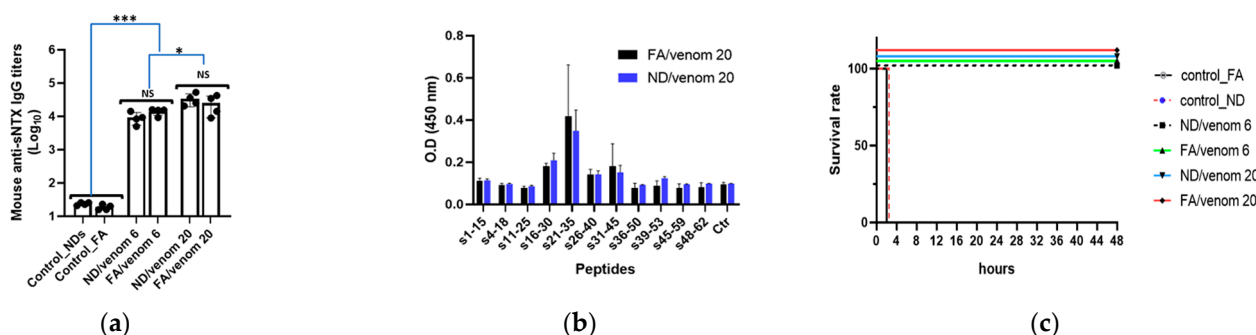 ***
*
NS
NS
6
5
4
3
2
1
Mouse anti-sNTX IgG titers
(Log10)
Control_NDs
Control_FA
ND/venom 6
FA/venom 6
ND/venom 20
FA/venom 20
(a)
0.8
0.6
0.4
0.2
0.0
O.D (450 nm)
FA/venom 20
ND/venom 20
s1-15
s4-18
s11-25
s16-30
s21-35
s26-40
s31-45
s36-50
s39-53
s45-59
s48-62
Ctr
Peptides
(b)
100
50
0
Survival rate
0 4 8 12 16 20 24 28 32 36 40 44 48
hours
control_FA
control_ND
ND/venom 6
FA/venom 6
ND/venom 20
FA/venom 20
(c)